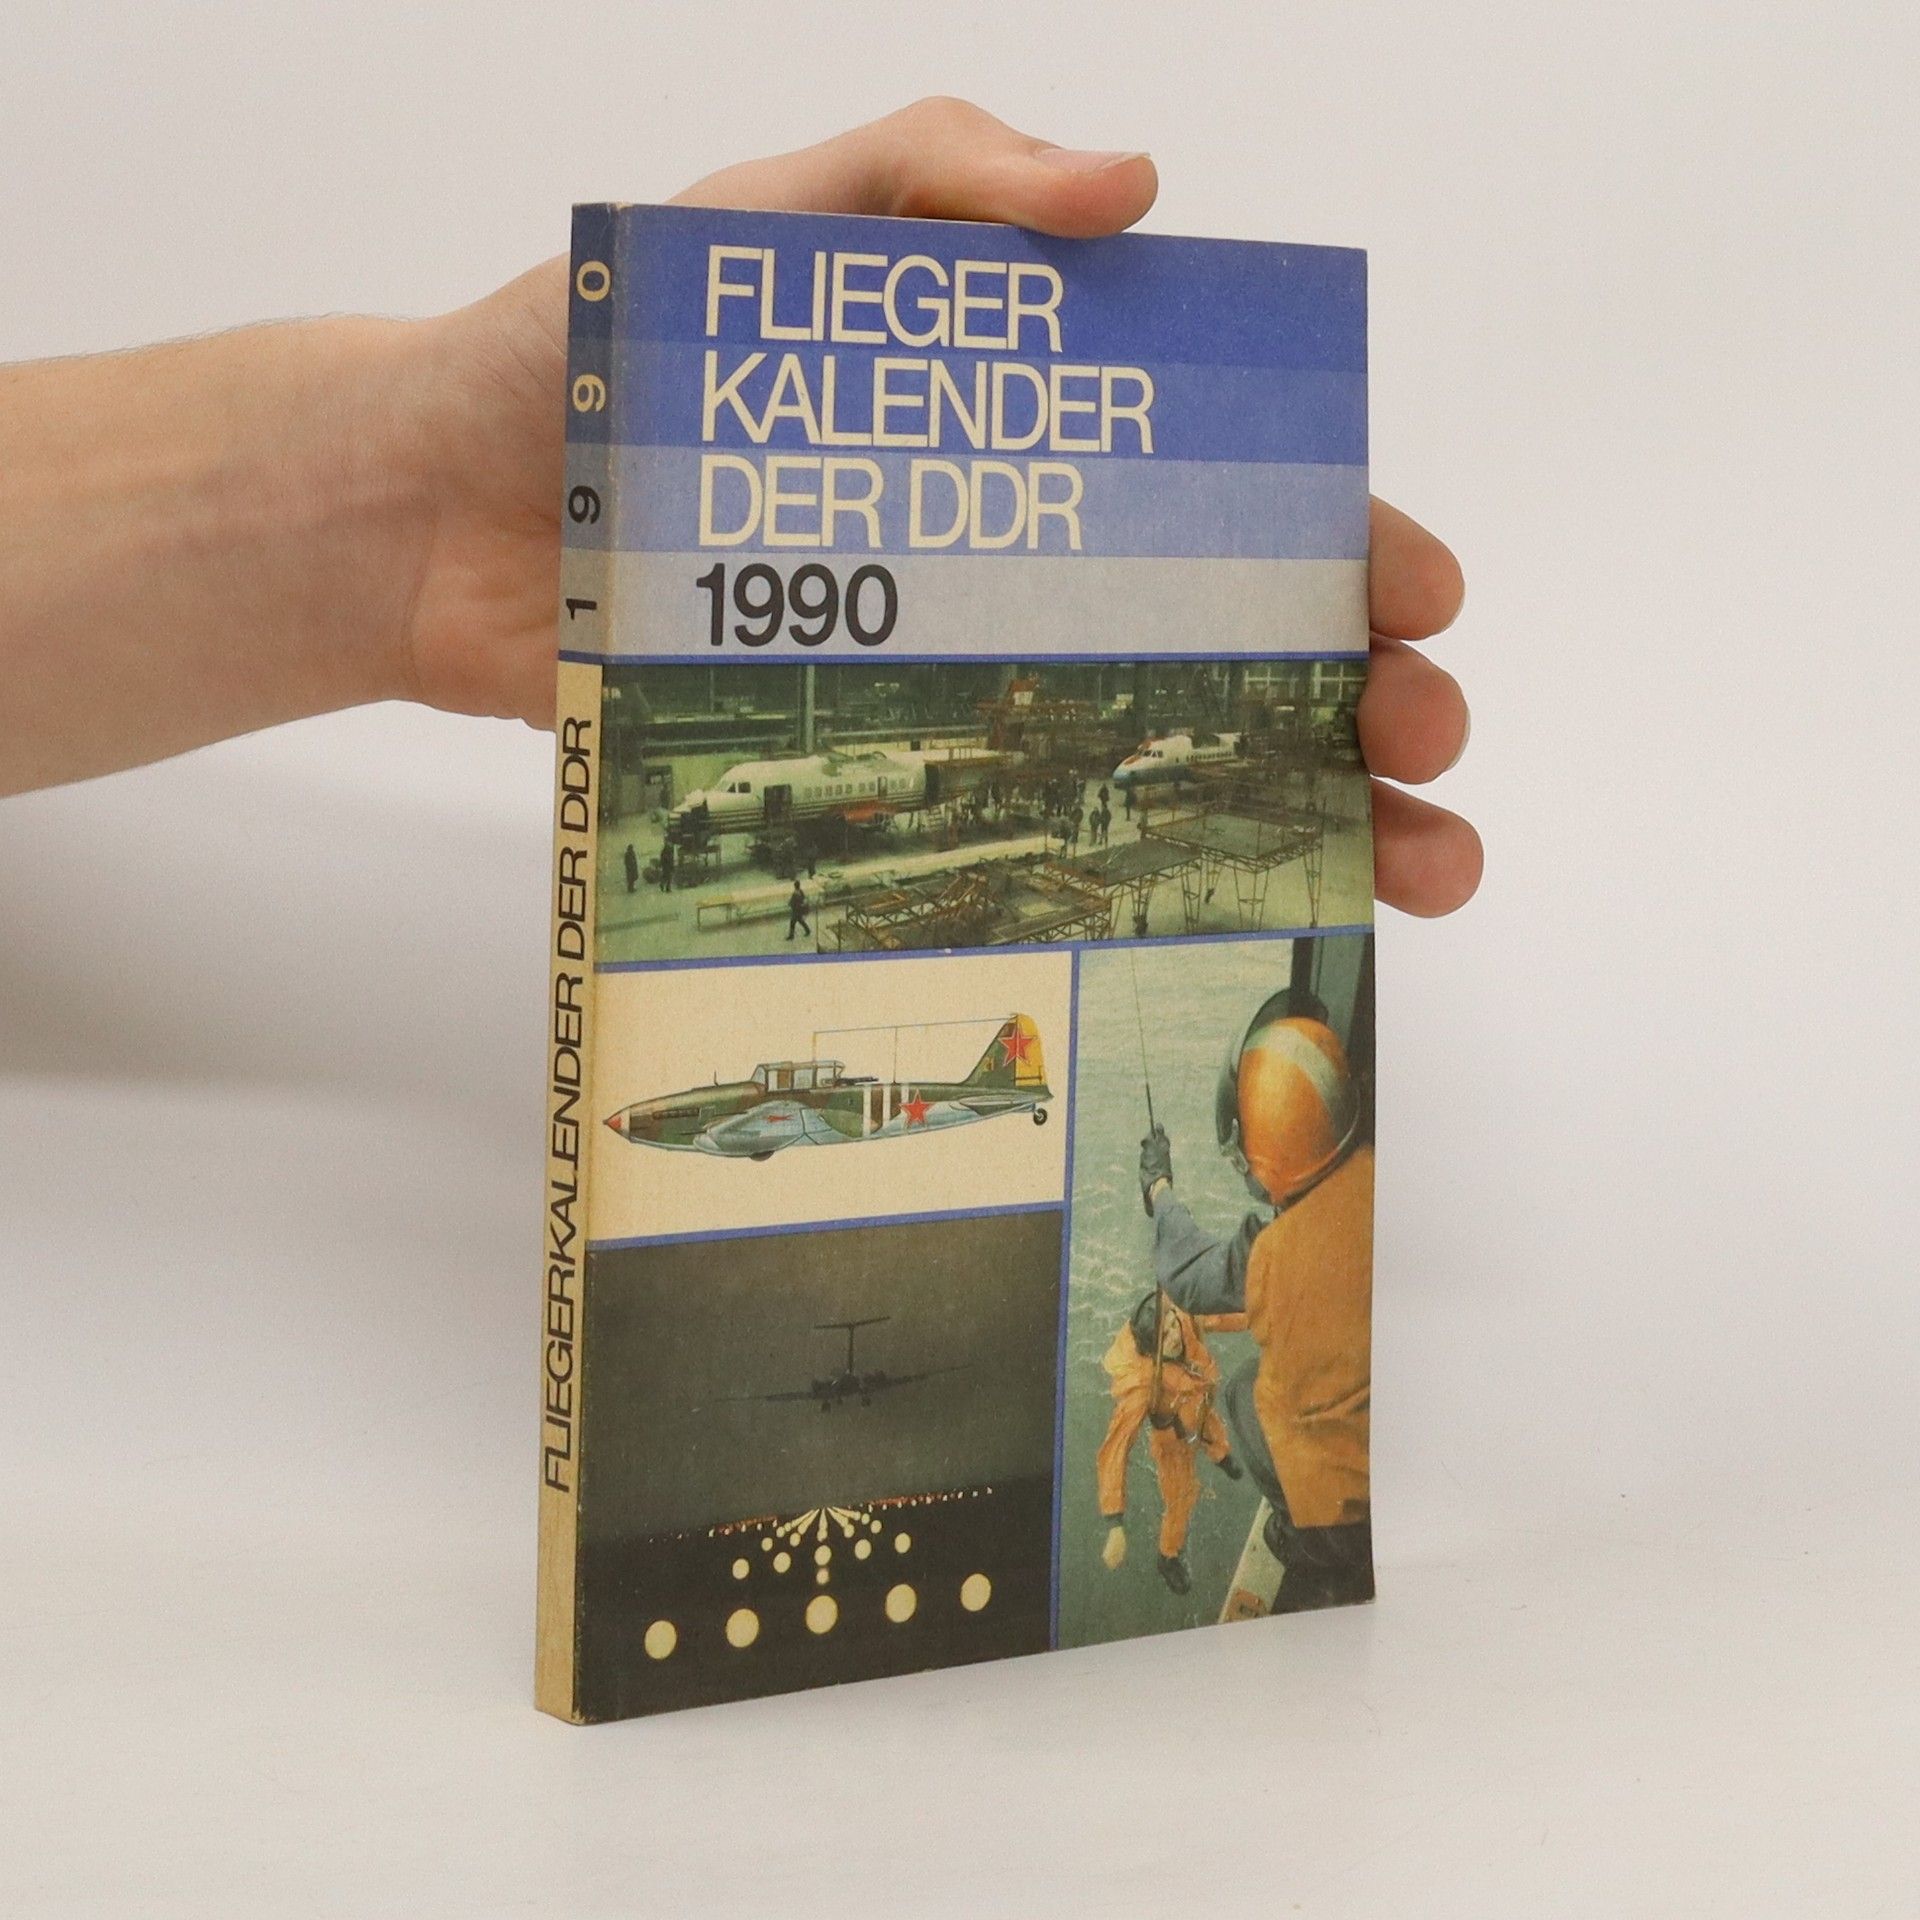 FLIEGER
KALENDER
DER DDR
1990
FLIEGERKALENDER DER DDR 1990